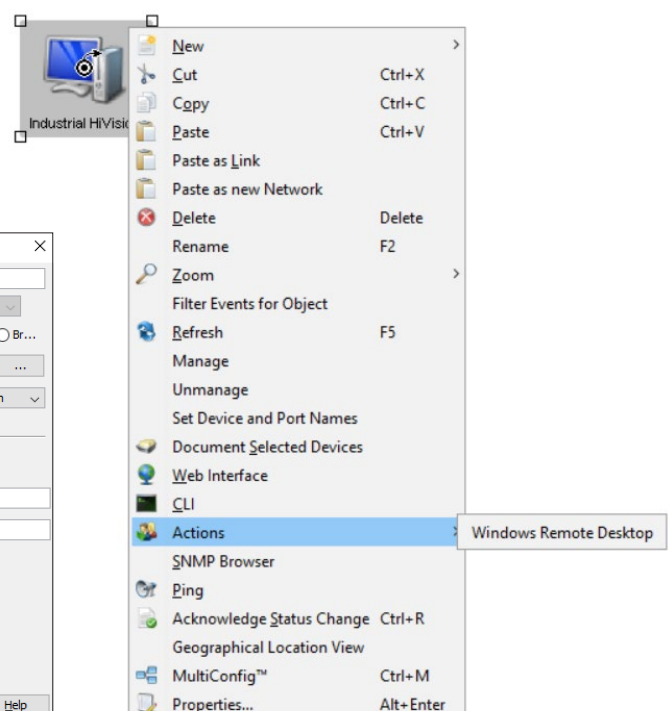 Industrial HiVisio
New
Cut Ctrl+X
Copy Ctrl+C
Paste Ctrl+V
Paste as Link
Paste as new Network
Delete Delete
Rename F2
Zoom
Filter Events for Object
Refresh F5
Manage
Unmanage
Set Device and Port Names
Document Selected Devices
Web Interface
CLI
Actions
Windows Remote Desktop
SNMP Browser
Ping
Acknowledge Status Change Ctrl+R
Geographical Location View
MultiConfig™ Ctrl+M
Properties... Alt+Enter
Br...
...
Help